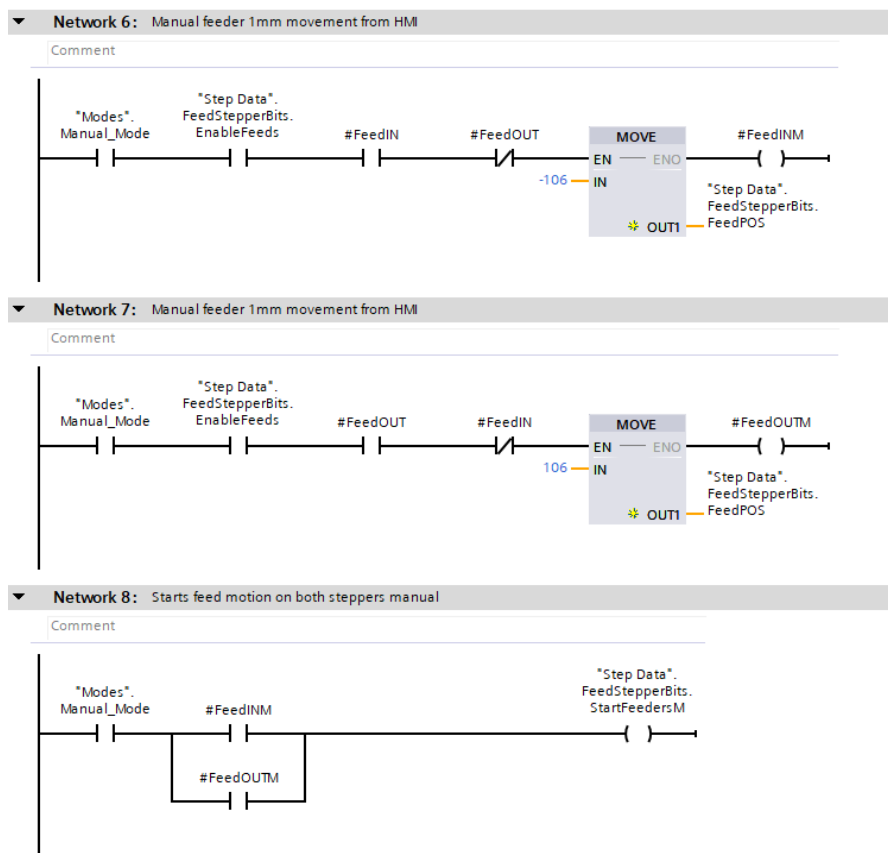 Network 6: Manual feeder 1mm movement from HMI
Comment
"Modes".
Manual_Mode
"Step Data".
FeedStepperBits.
EnableFeeds
#FeedIN
#FeedOUT
MOVE
EN
ENO
-106
IN
OUT1
#FeedINM
"Step Data".
FeedStepperBits.
FeedPOS
Network 7: Manual feeder 1mm movement from HMI
Comment
"Modes".
Manual_Mode
"Step Data".
FeedStepperBits.
EnableFeeds
#FeedOUT
#FeedIN
MOVE
EN
ENO
106
IN
OUT1
#FeedOUTM
"Step Data".
FeedStepperBits.
FeedPOS
Network 8: Starts feed motion on both steppers manual
Comment
"Modes".
Manual_Mode
#FeedINM
#FeedOUTM
"Step Data".
FeedStepperBits.
StartFeedersM